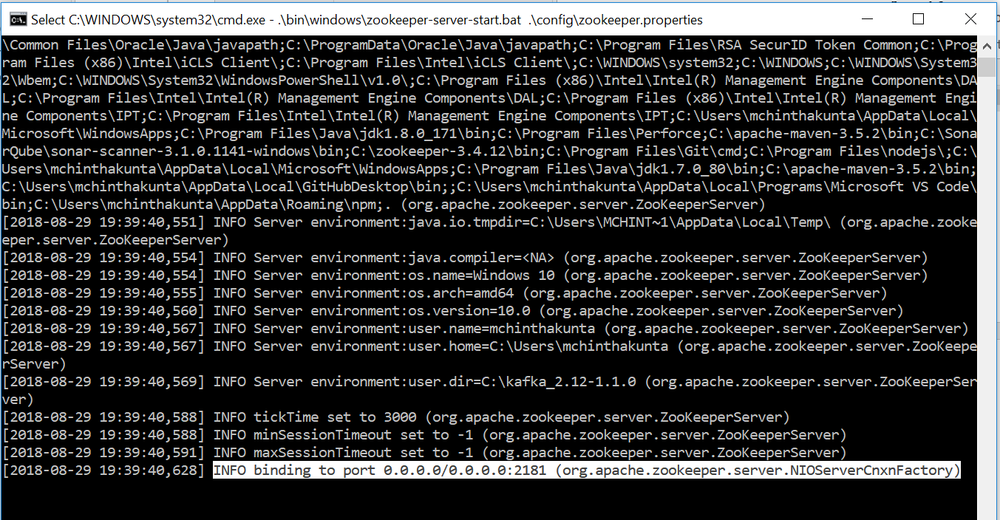 Select C:\WINDOWS\system32\cmd.exe - .\bin\windows\zookeeper-server-start.bat  .\config\zookeeper.properties
\Common Files\Oracle\Java\javapath;C:\ProgramData\Oracle\Java\javapath;C:\Program Files\RSA SecurID Token Common;C:\Prog
ram Files (x86)\Intel\iCLS Client\;C:\Program Files\Intel\iCLS Client\;C:\WINDOWS\system32;C:\WINDOWS;C:\WINDOWS\System3
2\Wbem;C:\WINDOWS\System32\WindowsPowerShell\v1.0\;C:\Program Files (x86)\Intel\Intel(R) Management Engine Components\DA
L;C:\Program Files\Intel\Intel(R) Management Engine Components\DAL;C:\Program Files (x86)\Intel\Intel(R) Management Engi
ne Components\IPT;C:\Program Files\Intel\Intel(R) Management Engine Components\IPT;C:\Users\mchinthakunta\AppData\Local\
Microsoft\WindowsApps;C:\Program Files\Java\jdk1.8.0_171\bin;C:\Program Files\Perforce;C:\apache-maven-3.5.2\bin;C:\Sona
rQube\sonar-scanner-3.1.0.1141-windows\bin;C:\zookeeper-3.4.12\bin;C:\Program Files\Git\cmd;C:\Program Files\nodejs\;C:\
Users\mchinthakunta\AppData\Local\Microsoft\WindowsApps;C:\Program Files\Java\jdk1.7.0_80\bin;C:\apache-maven-3.5.2\bin;
C:\Users\mchinthakunta\AppData\Local\GitHubDesktop\bin;;C:\Users\mchinthakunta\AppData\Local\Programs\Microsoft VS Code\
bin;C:\Users\mchinthakunta\AppData\Roaming\npm;. (org.apache.zookeeper.server.ZooKeeperServer)
[2018-08-29 19:39:40,551] INFO Server environment:java.io.tmpdir=C:\Users\MCHINT~1\AppData\Local\Temp\ (org.apache.zooke
eper.server.ZooKeeperServer)
[2018-08-29 19:39:40,554] INFO Server environment:java.compiler=<NA> (org.apache.zookeeper.server.ZooKeeperServer)
[2018-08-29 19:39:40,554] INFO Server environment:os.name=Windows 10 (org.apache.zookeeper.server.ZooKeeperServer)
[2018-08-29 19:39:40,555] INFO Server environment:os.arch=amd64 (org.apache.zookeeper.server.ZooKeeperServer)
[2018-08-29 19:39:40,560] INFO Server environment:os.version=10.0 (org.apache.zookeeper.server.ZooKeeperServer)
[2018-08-29 19:39:40,567] INFO Server environment:user.name=mchinthakunta (org.apache.zookeeper.server.ZooKeeperServer)
[2018-08-29 19:39:40,567] INFO Server environment:user.home=C:\Users\mchinthakunta (org.apache.zookeeper.server.ZooKeepe
rServer)
[2018-08-29 19:39:40,569] INFO Server environment:user.dir=C:\kafka_2.12-1.1.0 (org.apache.zookeeper.server.ZooKeeperSer
ver)
[2018-08-29 19:39:40,588] INFO tickTime set to 3000 (org.apache.zookeeper.server.ZooKeeperServer)
[2018-08-29 19:39:40,588] INFO minSessionTimeout set to -1 (org.apache.zookeeper.server.ZooKeeperServer)
[2018-08-29 19:39:40,591] INFO maxSessionTimeout set to -1 (org.apache.zookeeper.server.ZooKeeperServer)
[2018-08-29 19:39:40,628] INFO binding to port 0.0.0.0/0.0.0.0:2181 (org.apache.zookeeper.server.NIOServerCnxnFactory)